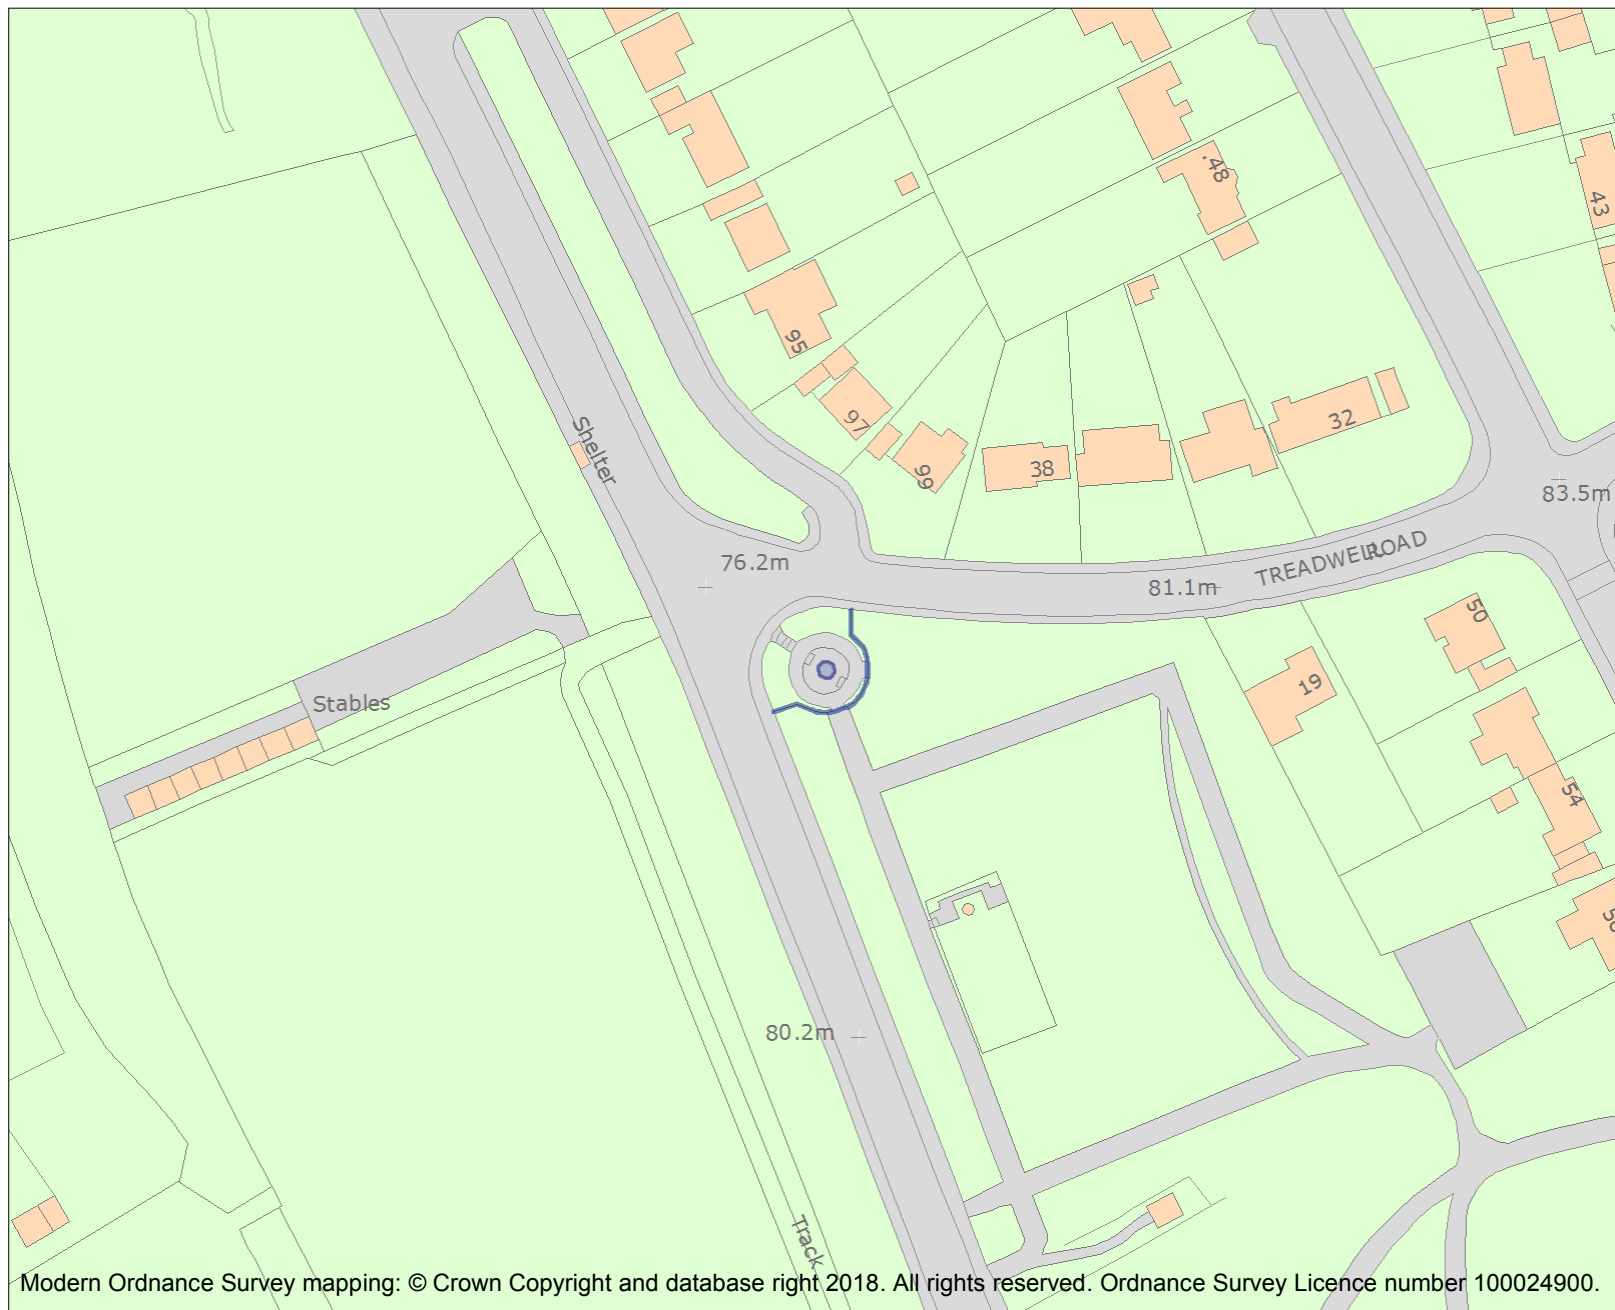 .48
43
95
Shelter
97
99
38
32
83.5m
TREADWELL ROAD
76.2m
81.1m
50
19
Stables
54
80.2m
Track
Modern Ordnance Survey mapping: © Crown Copyright and database right 2018. All rights reserved. Ordnance Survey Licence number 100024900.